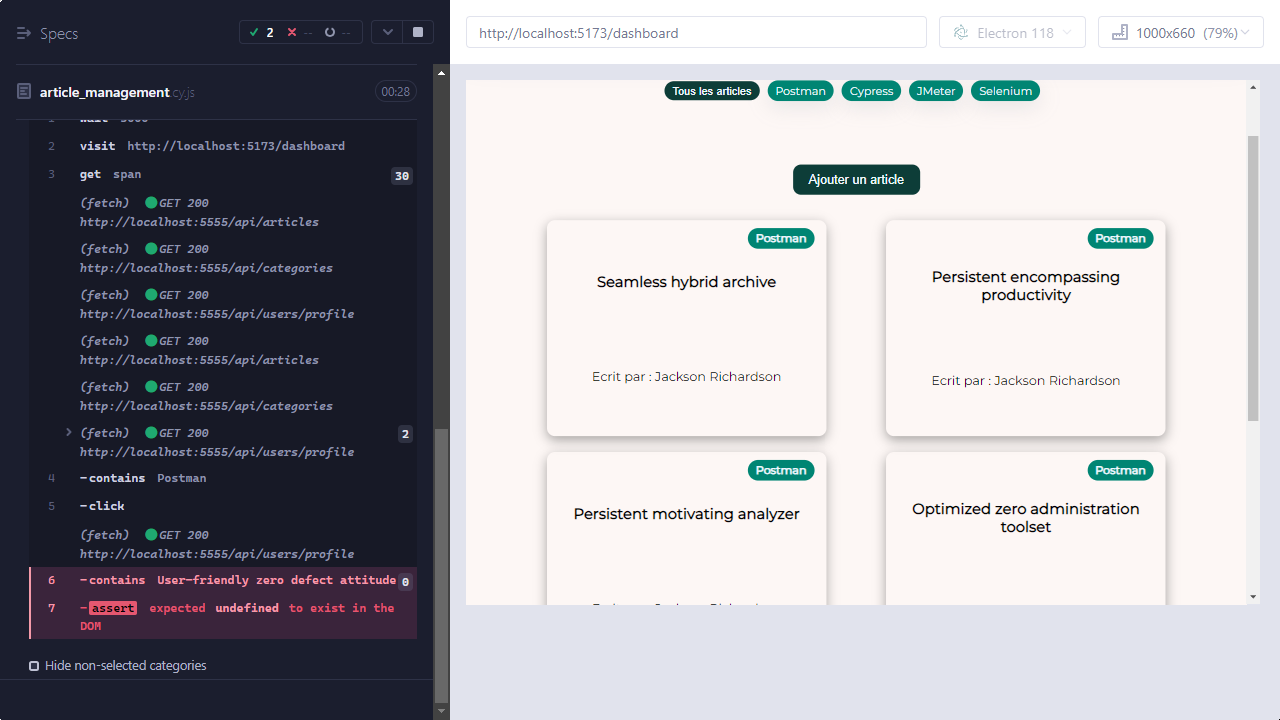 Specs
2
--
--
article_management.cy.js
00:28
1 wait 5000
2 visit http://localhost:5173/dashboard
3 get span 30
(fetch) GET 200
http://localhost:5555/api/articles
(fetch) GET 200
http://localhost:5555/api/categories
(fetch) GET 200
http://localhost:5555/api/users/profile
(fetch) GET 200
http://localhost:5555/api/articles
(fetch) GET 200
http://localhost:5555/api/categories
(fetch) GET 200 2
http://localhost:5555/api/users/profile
4 -contains Postman
5 -click
(fetch) GET 200
http://localhost:5555/api/users/profile
6 -contains User-friendly zero defect attitude 0
7 -assert expected undefined to exist in the
DOM
Hide non-selected categories
http://localhost:5173/dashboard
Electron 118
1000x660 (79%)
Tous les articles
Postman
Cypress
JMeter
Selenium
Ajouter un article
Postman
Seamless hybrid archive
Ecrit par : Jackson Richardson
Postman
Persistent encompassing
productivity
Ecrit par : Jackson Richardson
Postman
Persistent motivating analyzer
Postman
Optimized zero administration
toolset